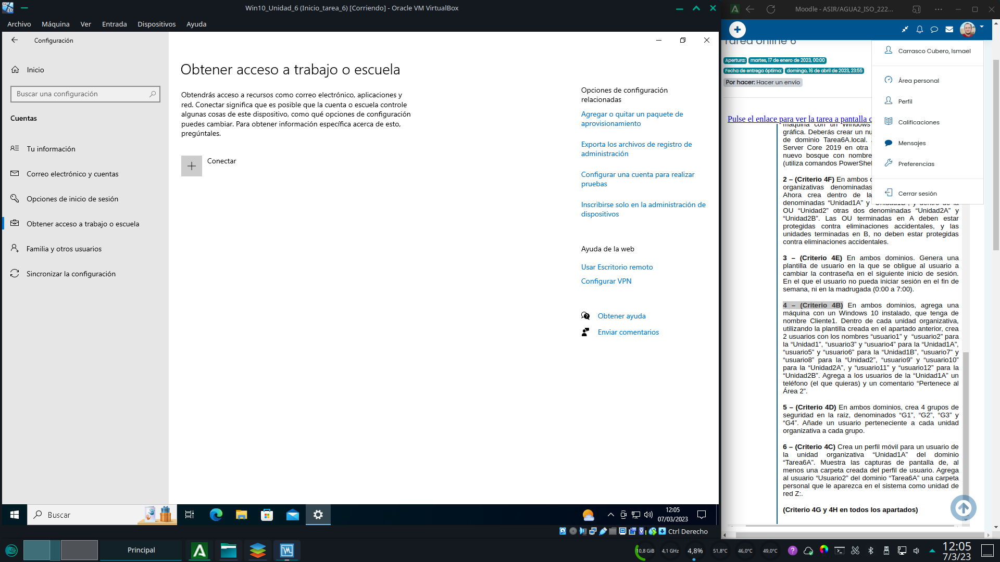 Win10_Unidad_6 (Inicio_tarea_6) [Corriendo] - Oracle VM VirtualBox
Archivo Máquina Ver Entrada Dispositivos Ayuda
Configuración
Inicio
Buscar una configuración
Cuentas
Tu información
Correo electrónico y cuentas
Opciones de inicio de sesión
Obtener acceso a trabajo o escuela
Familia y otros usuarios
Sincronizar la configuración
Obtener acceso a trabajo o escuela
Obtendrás acceso a recursos como correo electrónico, aplicaciones y
red. Conectar significa que es posible que la cuenta o escuela controle
algunas cosas de este dispositivo, como qué opciones de configuración
puedes cambiar. Para obtener información específica acerca de esto,
pregúntales.
Conectar
Opciones de configuración
relacionadas
Agregar o quitar un paquete de
aprovisionamiento
Exporta los archivos de registro de
administración
Configurar una cuenta para realizar
pruebas
Inscribirse solo en la administración de
dispositivos
Ayuda de la web
Usar Escritorio remoto
Configurar VPN
Obtener ayuda
Enviar comentarios
Buscar
12:05
07/03/2023
Ctrl Derecho
Moodle - ASIR/AGUA2_ISO_222...
Tarea online 6
Apertura: martes, 17 de enero de 2023, 00:00
Fecha de entrega óptima: domingo, 16 de abril de 2023, 23:55
Por hacer: Hacer un envío
Carrasco Cubero, Ismael
Área personal
Perfil
Calificaciones
Mensajes
Preferencias
Cerrar sesión
Pulse el enlace para ver la tarea a pantalla c
máquina con un Windows
gráfica. Deberás crear un nu
de dominio Tarea6A.local.
Server Core 2019 en otra
nuevo bosque con nombre
(utiliza comandos PowerShel
2 – (Criterio 4F) En ambos d
organizativas denominadas
Ahora crea dentro de la
denominadas “Unidad1A” y “Unidad1B”, y dentro de la
OU “Unidad2” otras dos denominadas “Unidad2A” y
“Unidad2B”. Las OU terminadas en A deben estar
protegidas contra eliminaciones accidentales, y las
unidades terminadas en B, no deben estar protegidas
contra eliminaciones accidentales.
3 – (Criterio 4E) En ambos dominios. Genera una
plantilla de usuario en la que se obligue al usuario a
cambiar la contraseña en el siguiente inicio de sesión.
En el que el usuario no pueda iniciar sesión en el fin de
semana, ni en la madrugada (0:00 a 7:00).
4 – (Criterio 4B) En ambos dominios, agrega una
máquina con un Windows 10 instalado, que tenga de
nombre Cliente1. Dentro de cada unidad organizativa,
utilizando la plantilla creada en el apartado anterior, crea
2 usuarios con los nombres “usuario1” y “usuario2” para
la “Unidad1”, “usuario3” y “usuario4” para la “Unidad1A”,
“usuario5” y “usuario6” para la “Unidad1B”, “usuario7” y
“usuario8” para la “Unidad2”, “usuario9” y “usuario10”
para la “Unidad2A”, y “usuario11” y “usuario12” para la
“Unidad2B”. Agrega a los usuarios de la “Unidad1A” un
teléfono (el que quieras) y un comentario “Pertenece al
Área 2”.
5 – (Criterio 4D) En ambos dominios, crea 4 grupos de
seguridad en la raíz, denominados “G1”, “G2”, “G3” y
“G4”. Añade un usuario perteneciente a cada unidad
organizativa a cada grupo.
6 – (Criterio 4C) Crea un perfil móvil para un usuario de
la unidad organizativa “Unidad1A” del dominio
“Tarea6A”. Muestra las capturas de pantalla de, al
menos una carpeta creada del perfil de usuario. Agrega
al usuario “Usuario2” del dominio “Tarea6A” una carpeta
personal que le aparezca en el sistema como unidad de
red Z:.
(Criterio 4G y 4H en todos los apartados)
Principal
10,8 GiB 4,1 GHz 4,8% 51,8°C 46,0°C 49,0°C
12:05
7/3/23